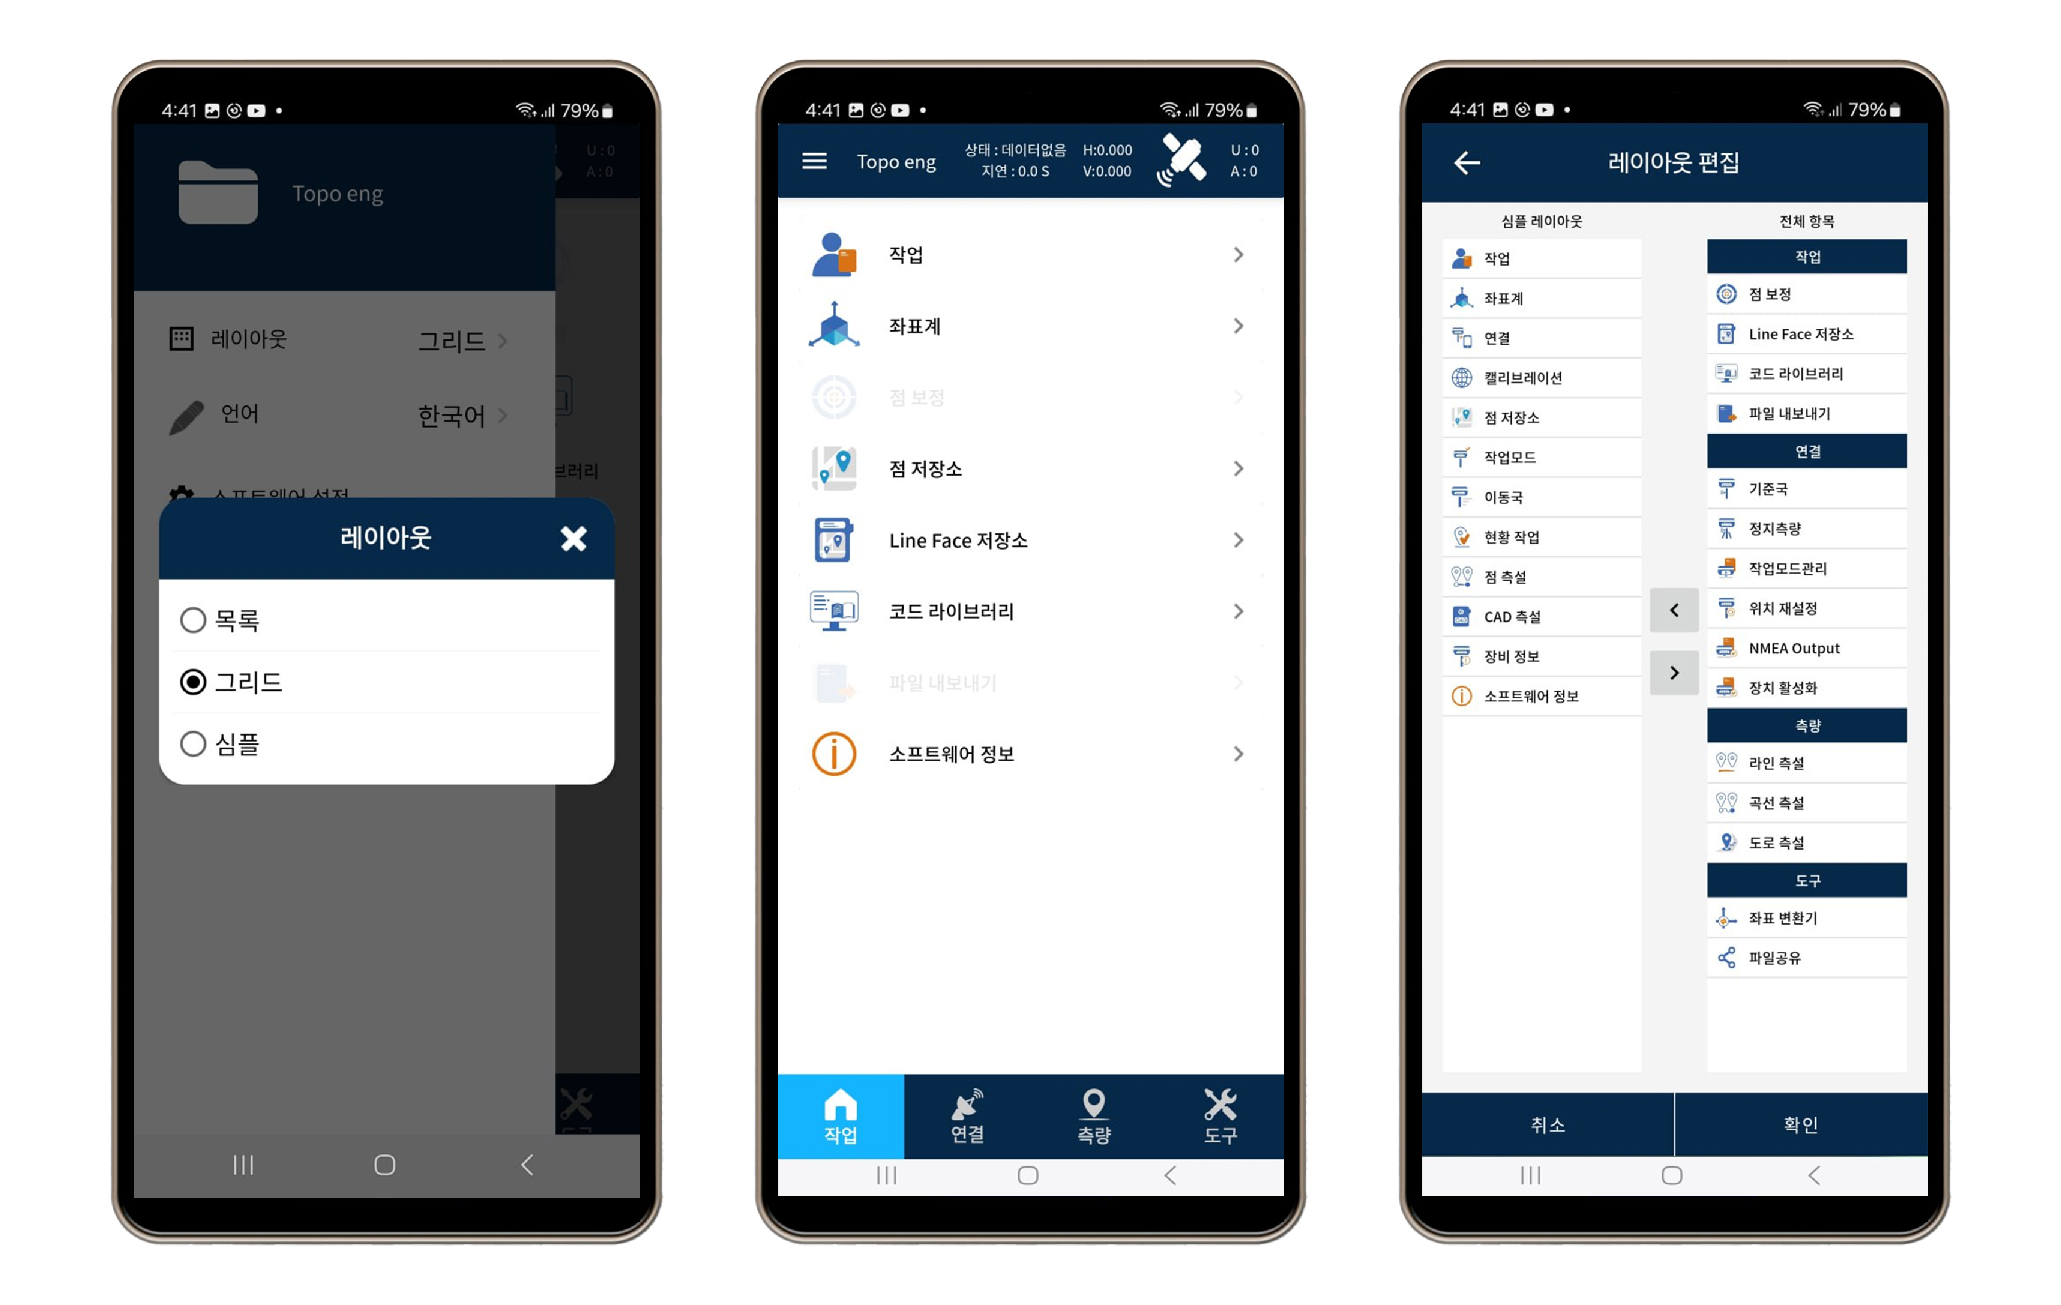 4:41
79%
U : 0
A : 0
Topo eng
레이아웃 그리드
언어 한국어
소프트웨어 설정
브러리
레이아웃
목록
그리드
심플
4:41
79%
Topo eng
상태 : 데이터없음 H:0.000
지연 : 0.0 S V:0.000
U : 0
A : 0
작업
좌표계
점 보정
점 저장소
Line Face 저장소
코드 라이브러리
파일 내보내기
소프트웨어 정보
작업
연결
측량
도구
4:41
79%
레이아웃 편집
심플 레이아웃
작업
좌표계
연결
캘리브레이션
점 저장소
작업모드
이동국
현황 작업
점 측설
CAD 측설
장비 정보
소프트웨어 정보
전체 항목
작업
점 보정
Line Face 저장소
코드 라이브러리
파일 내보내기
연결
기준국
정지측량
작업모드관리
위치 재설정
NMEA Output
장치 활성화
측량
라인 측설
곡선 측설
도로 측설
도구
좌표 변환기
파일공유
취소
확인